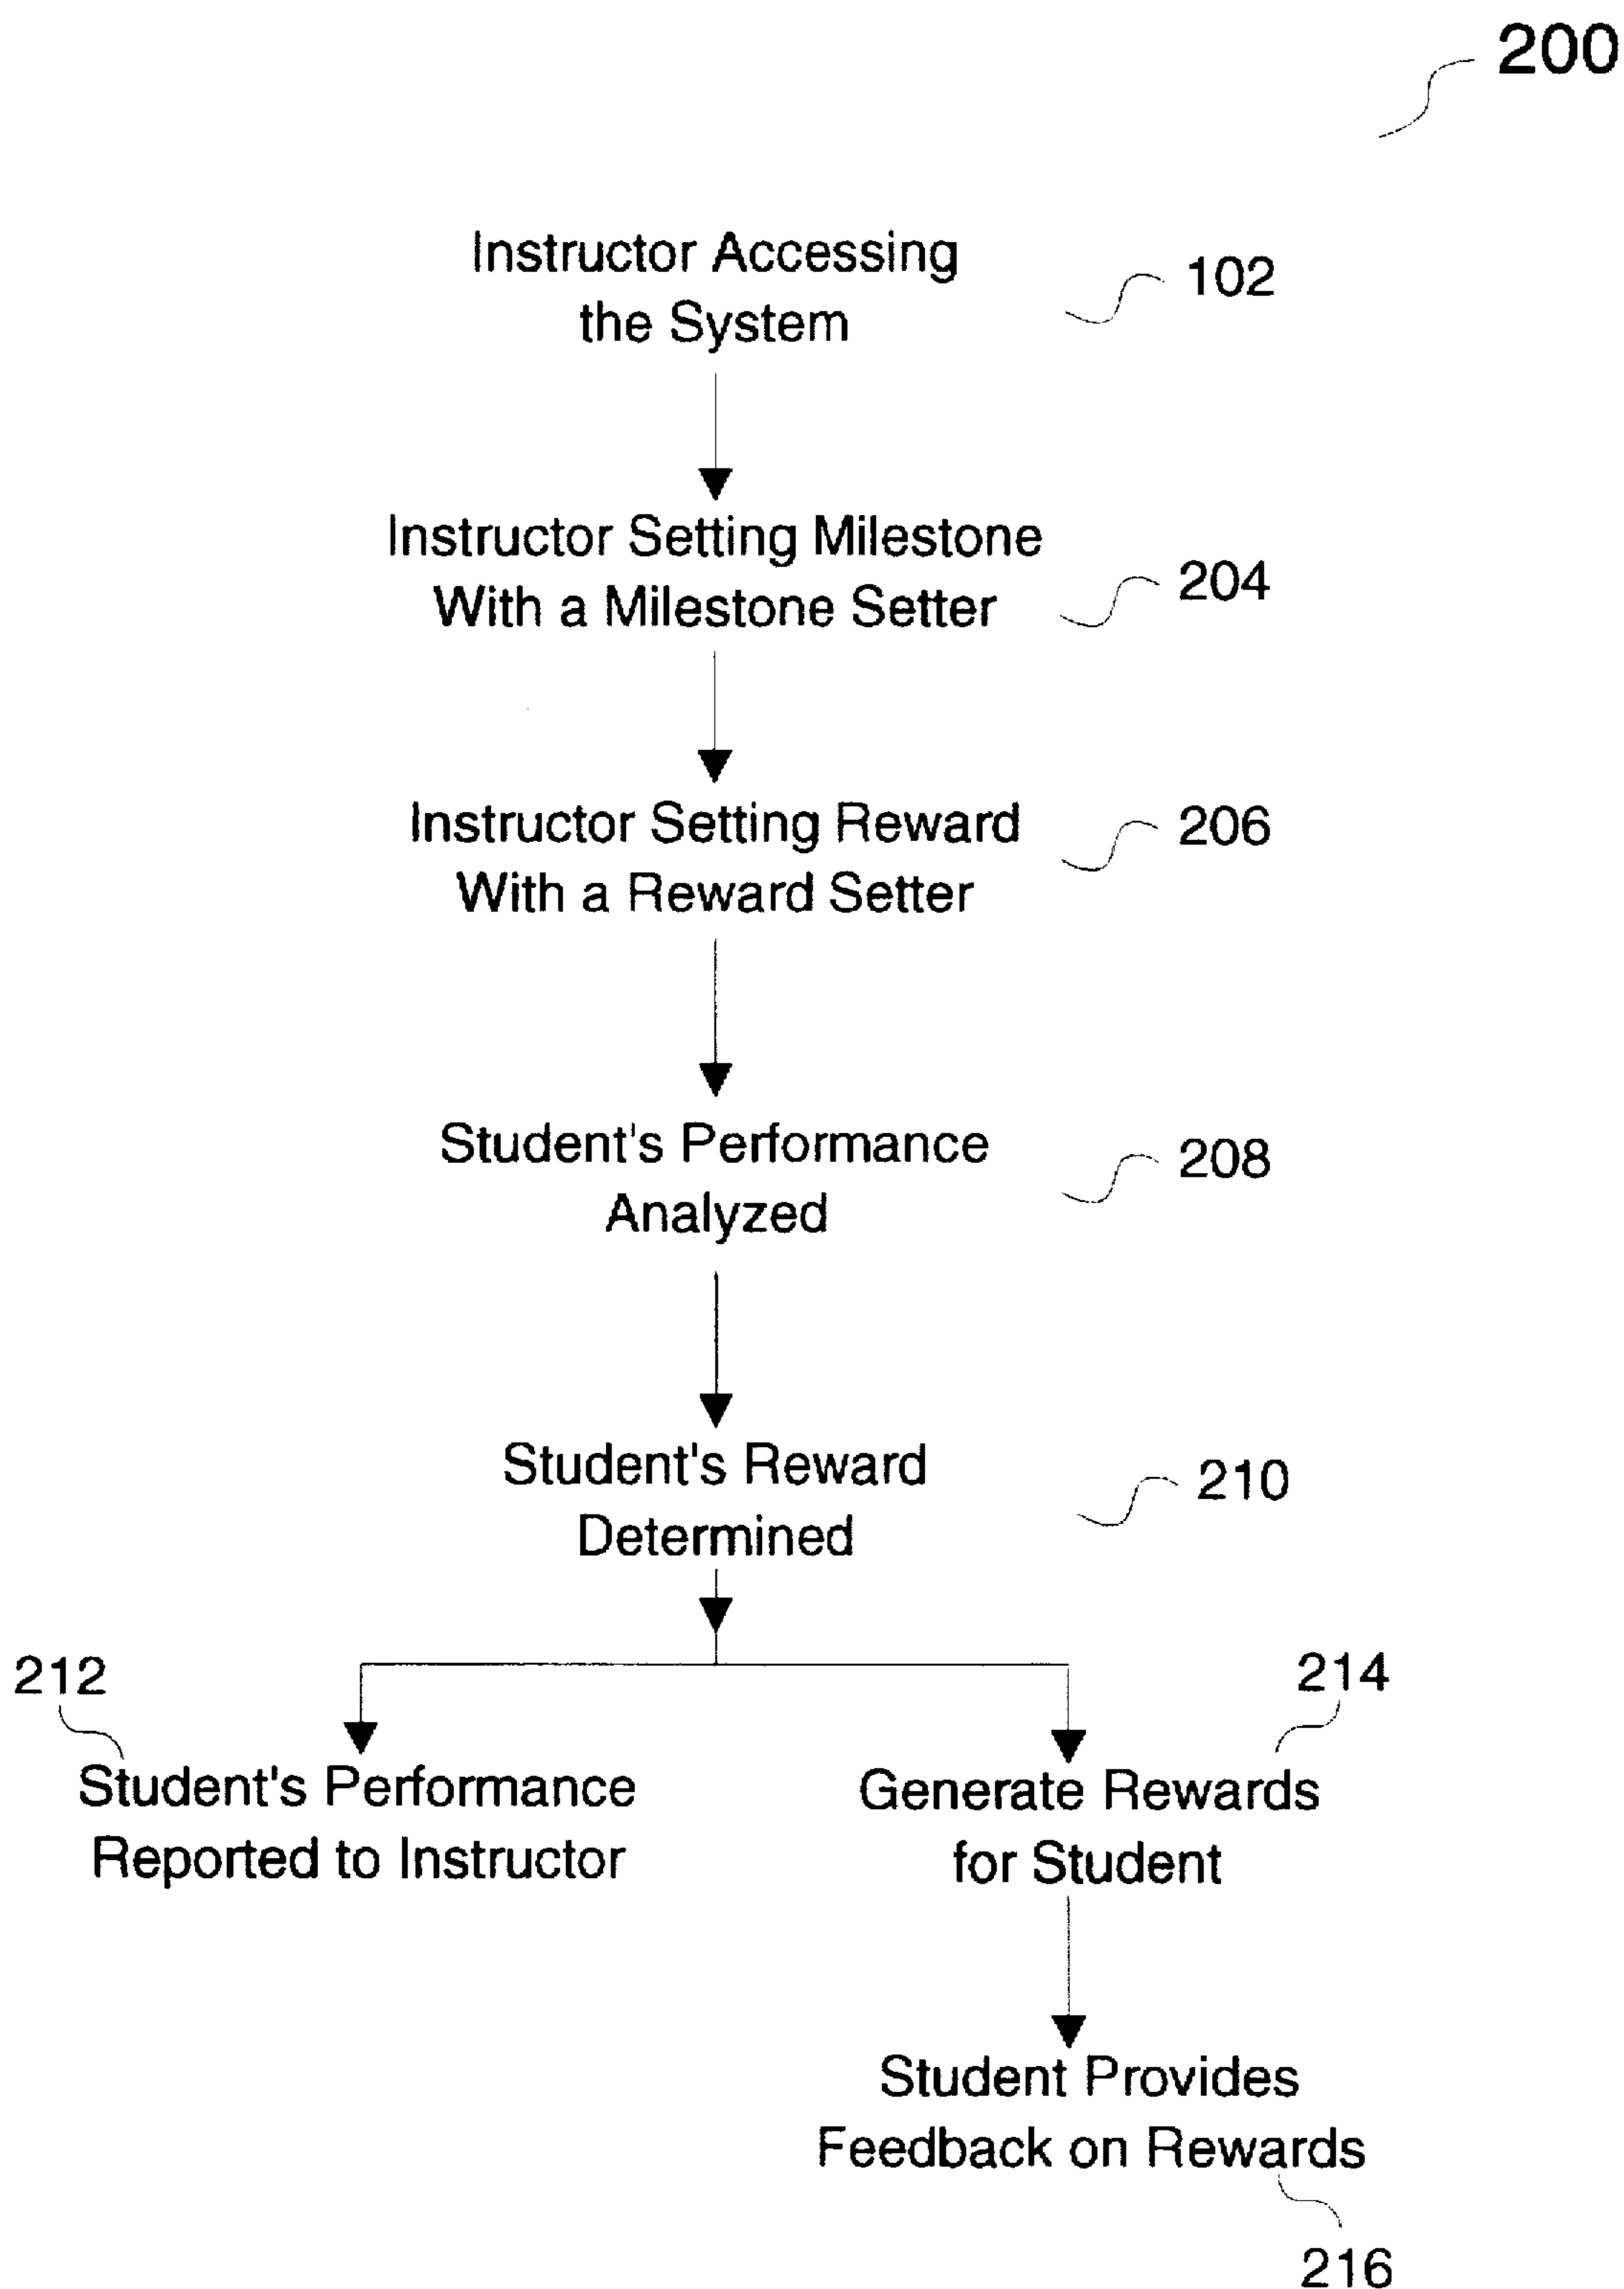 200
Instructor Accessing
the System
102
Instructor Setting Milestone
With a Milestone Setter
204
Instructor Setting Reward
With a Reward Setter
206
Student's Performance
Analyzed
208
Student's Reward
Determined
210
212
Student's Performance
Reported to Instructor
214
Generate Rewards
for Student
Student Provides
Feedback on Rewards
216